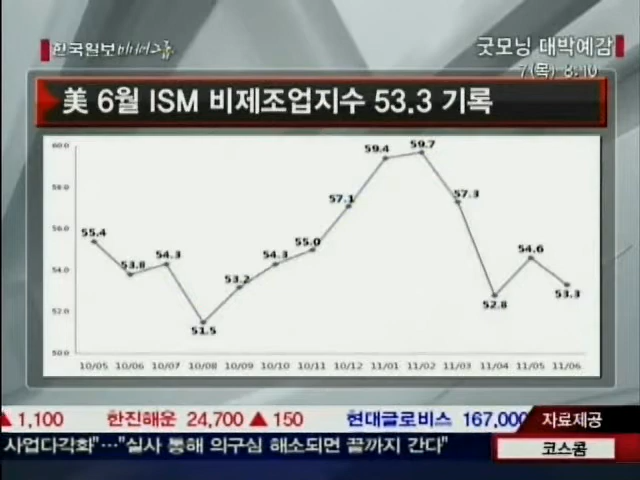 한국일보미디어그룹
굿모닝 대박예감
7(목) 8:10
美 6월 ISM 비제조업지수 53.3 기록
60.0
58.0
56.0
54.0
52.0
50.0
55.4
53.8
54.3
51.5
53.2
54.3
55.0
57.1
59.4
59.7
57.3
52.8
54.6
53.3
10/05 10/06 10/07 10/08 10/09 10/10 10/11 10/12 11/01 11/02 11/03 11/04 11/05 11/06
▲ 1,100 한진해운 24,700 ▲ 150 현대글로비스 167,000 자료제공
사업다각화"…"실사 통해 의구심 해소되면 끝까지 간다" 코스콤